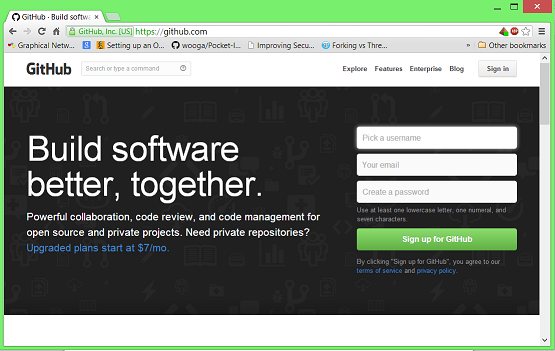 GitHub · Build softwa
GitHub, Inc. [US]
https://github.com
Graphical Netw...
Setting up an O...
wooga/Pocket-I...
Improving Secu...
Forking vs Thre...
»
Other bookmarks
GitHub
Search or type a command
Explore
Features
Enterprise
Blog
Sign in
Build software
better, together.
Powerful collaboration, code review, and code management for
open source and private projects. Need private repositories?
Upgraded plans start at $7/mo.
Pick a username
Your email
Create a password
Use at least one lowercase letter, one numeral, and
seven characters.
Sign up for GitHub
By clicking "Sign up for GitHub", you agree to our
terms of service and privacy policy.